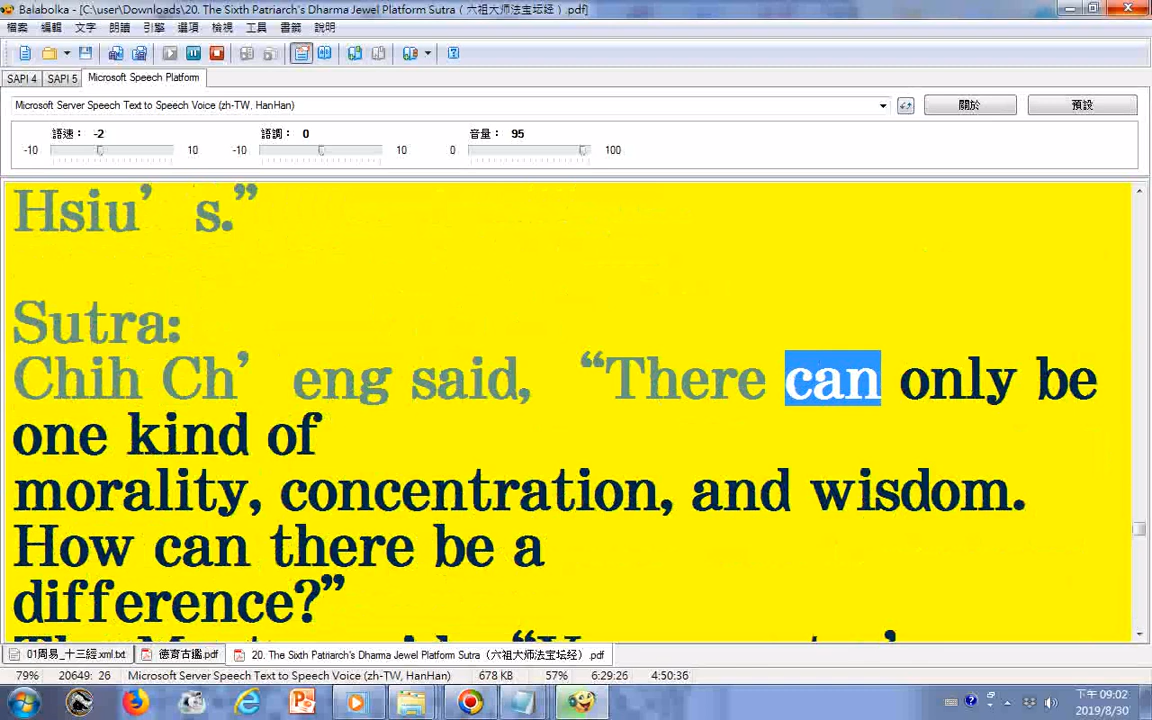 Balabolka - [C:\user\Downloads\20. The Sixth Patriarch's Dharma Jewel Platform Sutra（六祖大师法宝坛经）.pdf]
檔案 編輯 文字 朗讀 引擎 選項 檢視 工具 書籤 說明
SAPI 4 SAPI 5 Microsoft Speech Platform
Microsoft Server Speech Text to Speech Voice (zh-TW, HanHan) 關於 預設
語速： -2 語調： 0 音量： 95
-10 10 -10 10 0 100
Hsiu’s.”
Sutra:
Chih Ch’eng said, “There can only be
one kind of
morality, concentration, and wisdom.
How can there be a
difference?”
01周易_十三經.xml.txt 德育古鑑.pdf 20. The Sixth Patriarch's Dharma Jewel Platform Sutra（六祖大师法宝坛经）.pdf
79% 20649: 26 Microsoft Server Speech Text to Speech Voice (zh-TW, HanHan) 678 KB 57% 6:29:26 4:50:36
下午 09:02
2019/8/30